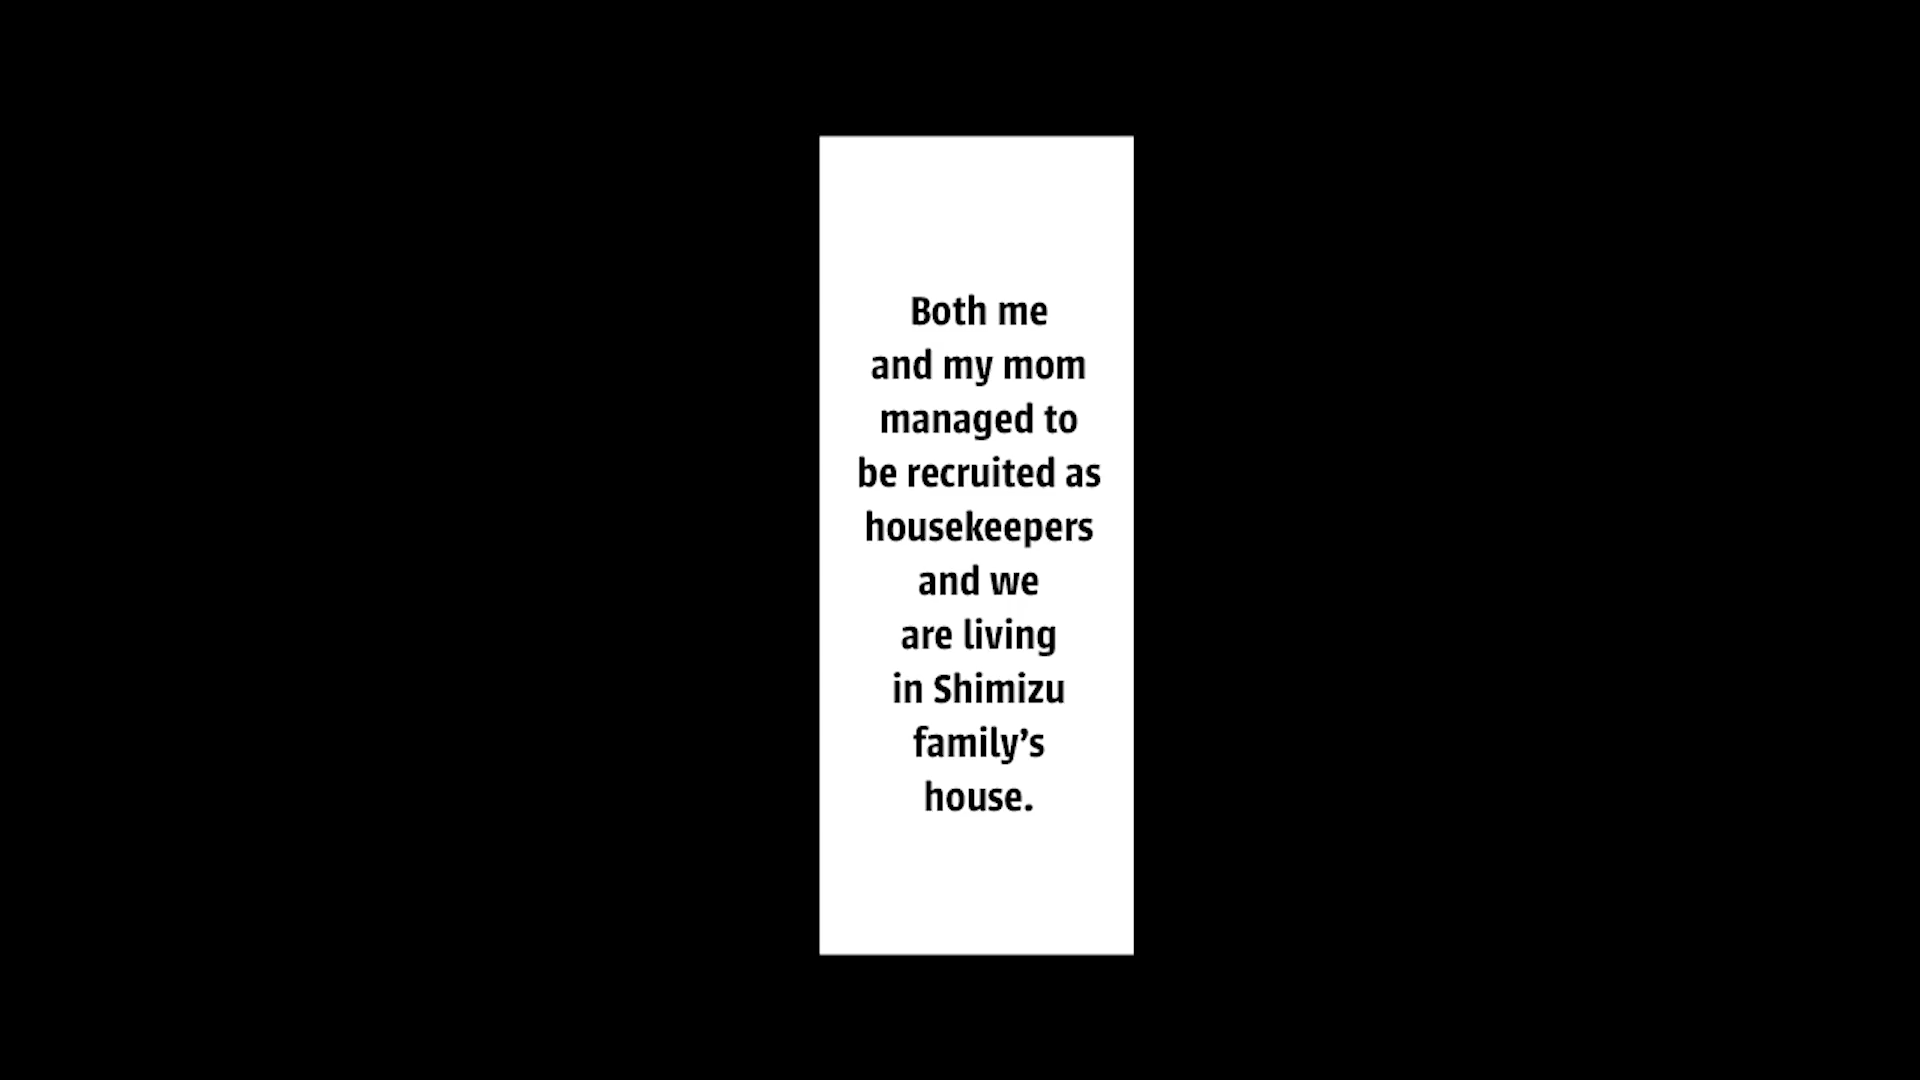 Both me
and my mom
managed to
be recruited as
housekeepers
and we
are living
in Shimizu
family’s
house.